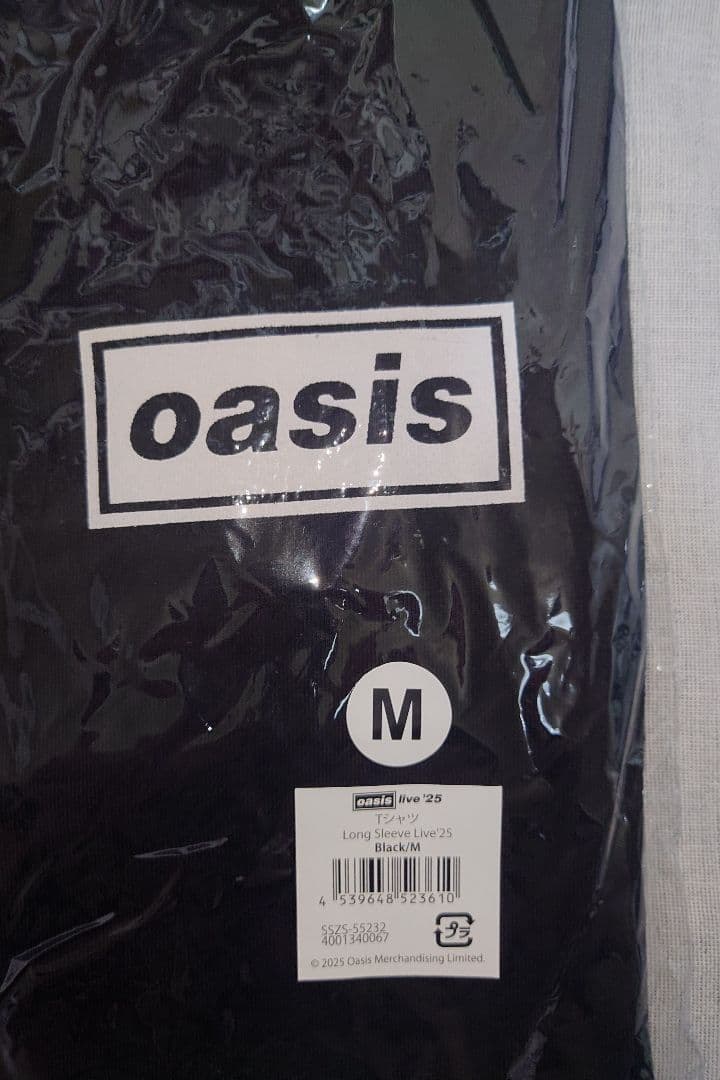 oasis
M
oasis live '25
Tシャツ
Long Sleeve Live'25
Black/M
4 539648 523610
SSZS-55232
4001340067
プラ
© 2025 Oasis Merchandising Limited.